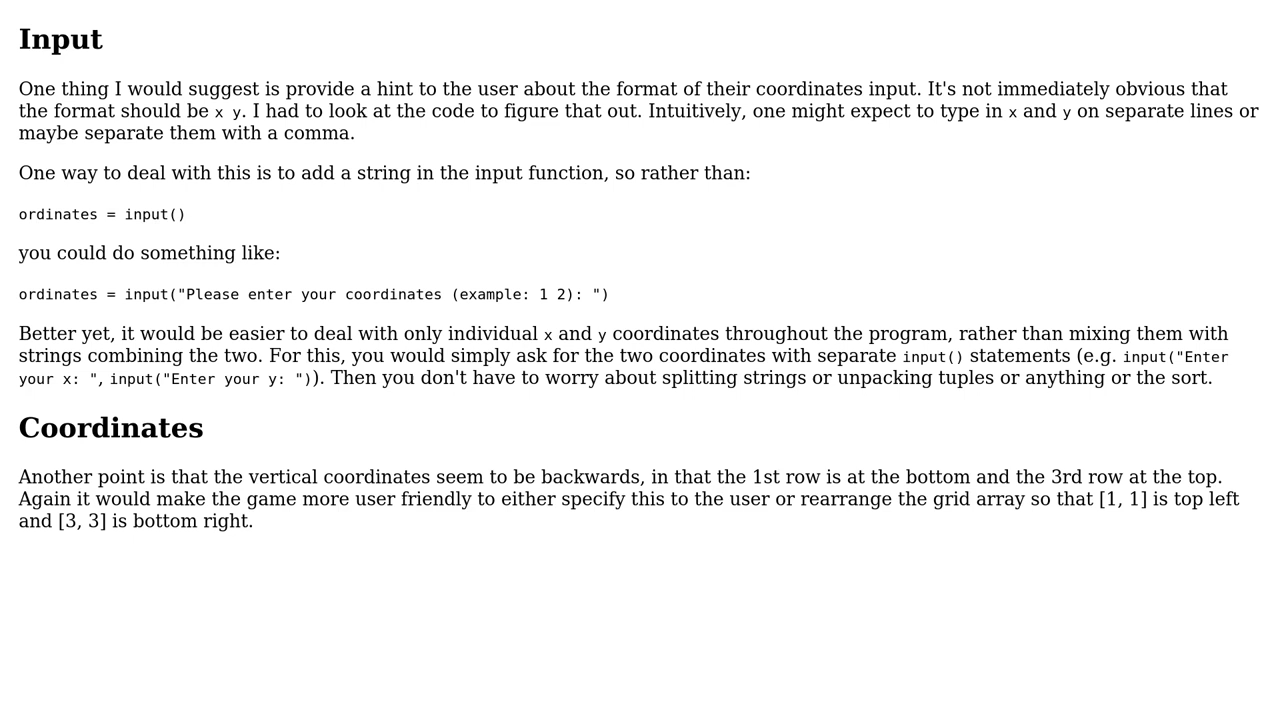 Input
One thing I would suggest is provide a hint to the user about the format of their coordinates input. It's not immediately obvious that
the format should be x y. I had to look at the code to figure that out. Intuitively, one might expect to type in x and y on separate lines or
maybe separate them with a comma.
One way to deal with this is to add a string in the input function, so rather than:
ordinates = input()
you could do something like:
ordinates = input("Please enter your coordinates (example: 1 2): ")
Better yet, it would be easier to deal with only individual x and y coordinates throughout the program, rather than mixing them with
strings combining the two. For this, you would simply ask for the two coordinates with separate input() statements (e.g. input("Enter
your x: ", input("Enter your y: ")). Then you don't have to worry about splitting strings or unpacking tuples or anything or the sort.
Coordinates
Another point is that the vertical coordinates seem to be backwards, in that the 1st row is at the bottom and the 3rd row at the top.
Again it would make the game more user friendly to either specify this to the user or rearrange the grid array so that [1, 1] is top left
and [3, 3] is bottom right.